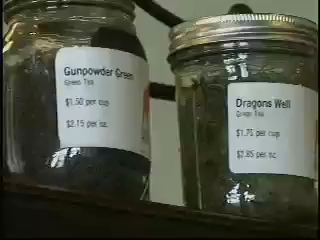 Gunpowder Green
Green Tea
$1.50 per cup
$2.15 per oz.
Dragons Well
Green Tea
$1.75 per cup
$2.85 per oz